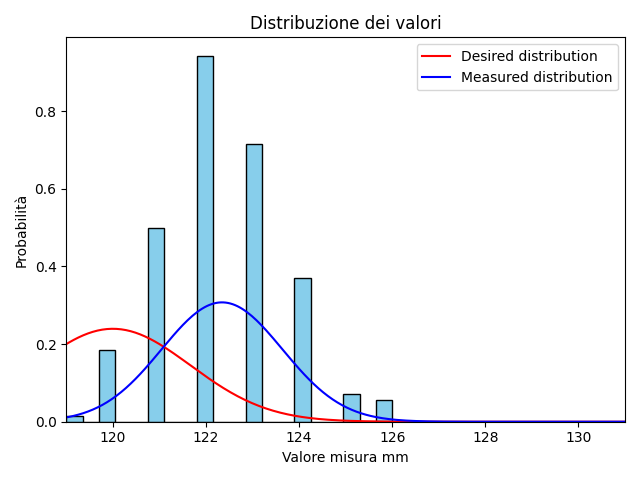 Distribuzione dei valori
Desired distribution
Measured distribution
Probabilità
0.8
0.6
0.4
0.2
0.0
120 122 124 126 128 130
Valore misura mm